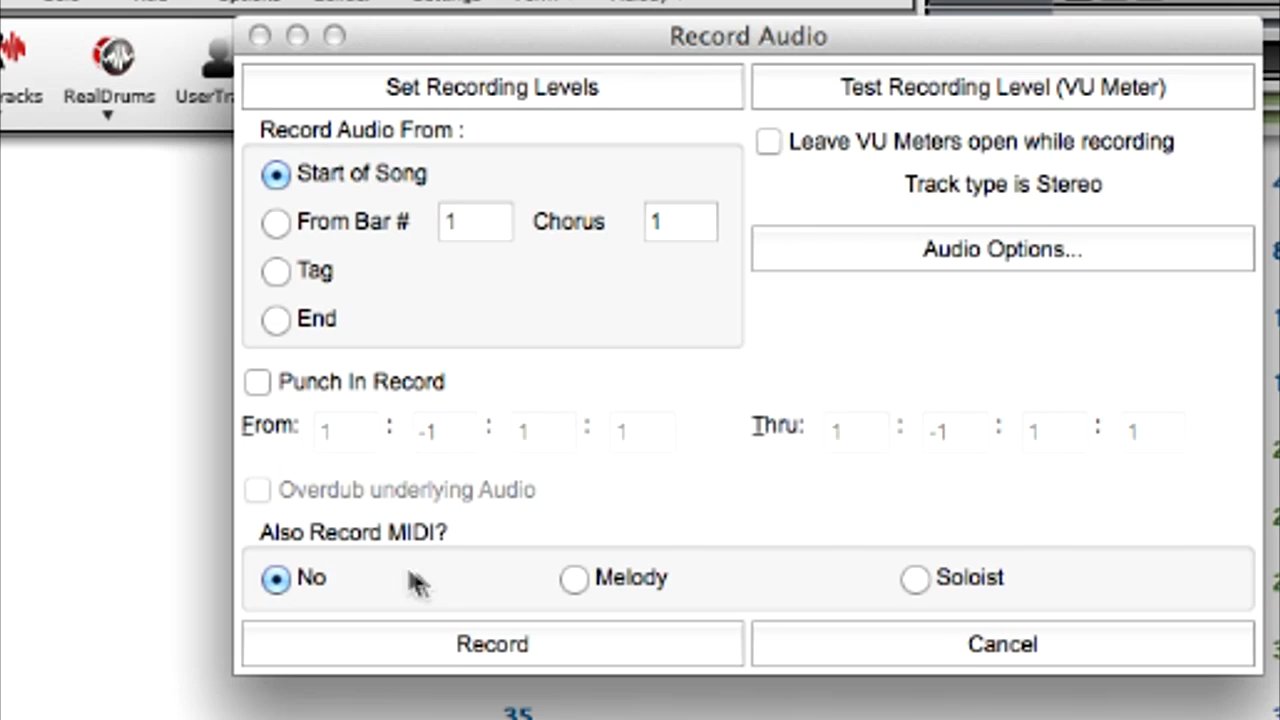 Record Audio
racks RealDrums UserTr
Set Recording Levels Test Recording Level (VU Meter)
Record Audio From :
Leave VU Meters open while recording
Start of Song
Track type is Stereo
From Bar # 1 Chorus 1
Audio Options...
Tag
End
Punch In Record
From: 1 : -1 : 1 : 1 Thru: 1 : -1 : 1 : 1
Overdub underlying Audio
Also Record MIDI?
No Melody Soloist
Record Cancel
35